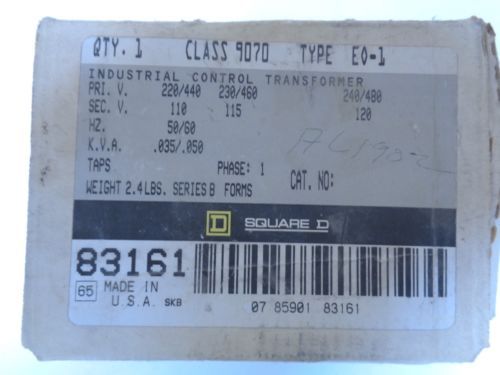 QTY. 1 CLASS 9070 TYPE EO-1
INDUSTRIAL CONTROL TRANSFORMER
PRI. V. 220/440 230/460 240/480
SEC. V. 110 115 120
HZ. 50/60
K.V.A. .035/.050
TAPS PHASE: 1 CAT. NO:
WEIGHT 2.4 LBS. SERIES B FORMS
D SQUARE D
83161
65 MADE IN
U.S.A. SKB
07 85901 83161